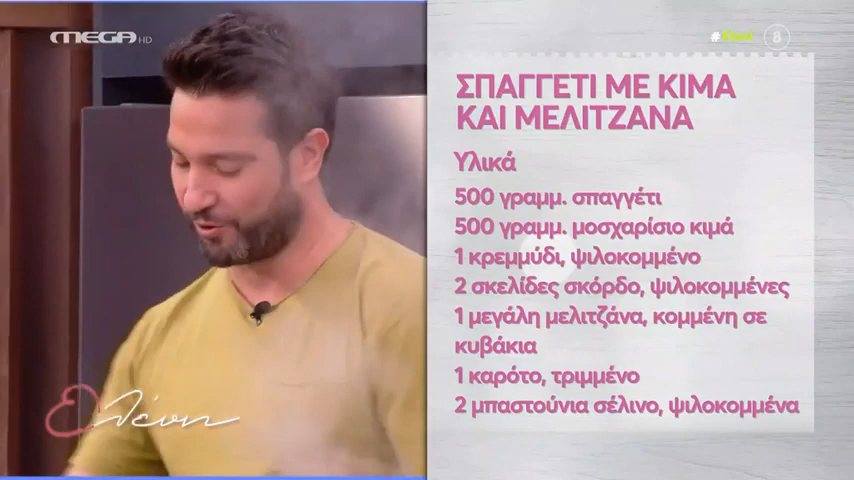 MEGA HD
# 8
ΣΠΑΓΓΕΤΙ ΜΕ ΚΙΜΑ
ΚΑΙ ΜΕΛΙΤΖΑΝΑ
Υλικά
500 γραμμ. σπαγγέτι
500 γραμμ. μοσχαρίσιο κιμά
1 κρεμμύδι, ψιλοκομμένο
2 σκελίδες σκόρδο, ψιλοκομμένες
1 μεγάλη μελιτζάνα, κομμένη σε
κυβάκια
1 καρότο, τριμμένο
2 μπαστούνια σέλινο, ψιλοκομμένα
Ελένη